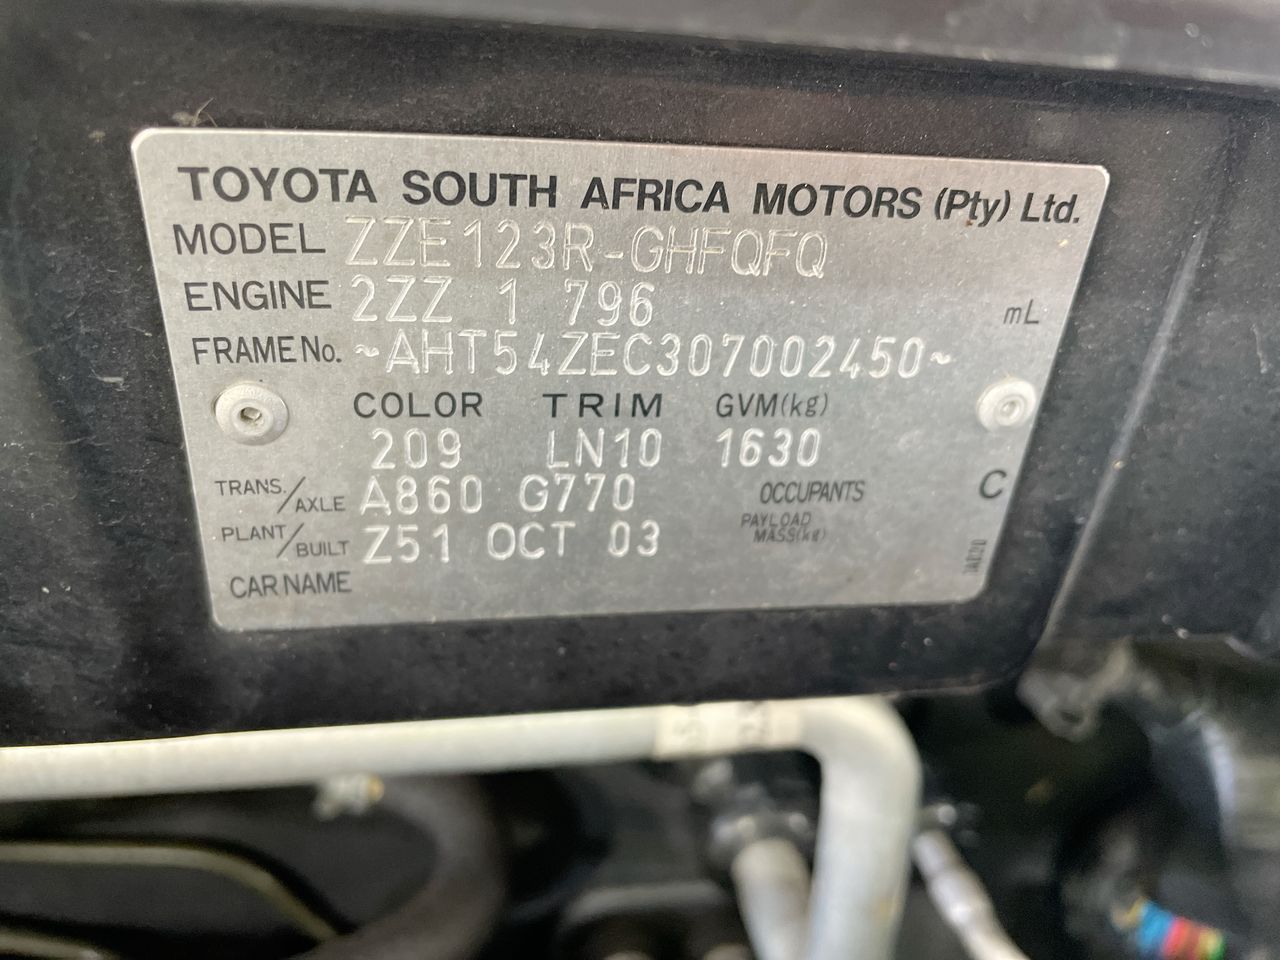 TOYOTA SOUTH AFRICA MOTORS (Pty) Ltd.
MODEL ZZE123R-GHFQFQ
ENGINE 2ZZ 1 796 mL
FRAME No. ~AHT54ZEC307002450~
COLOR TRIM GVM(kg)
209 LN10 1630
TRANS./AXLE A860 G770 OCCUPANTS C
PLANT/BUILT Z51 OCT 03 PAYLOAD MASS(kg)
CAR NAME